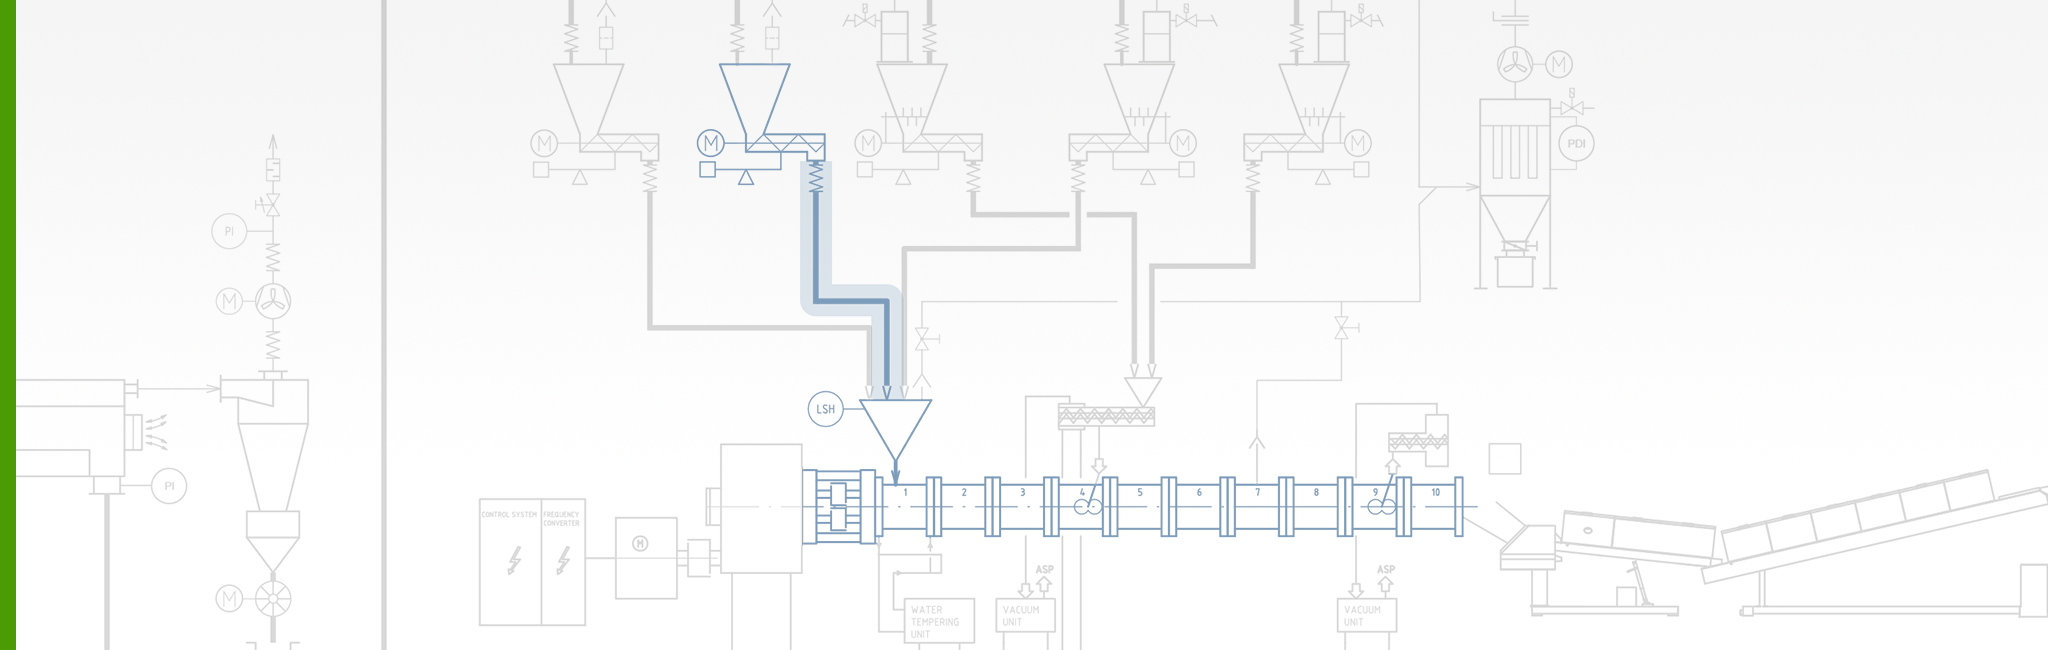 M
M
M
M
M
M
PDI
PI
M
LSH
PI
1
2
3
4
5
6
7
8
9
10
CONTROL SYSTEM
FREQUENCY
CONVERTER
M
ASP
ASP
M
WATER
TEMPERING
UNIT
VACUUM
UNIT
VACUUM
UNIT